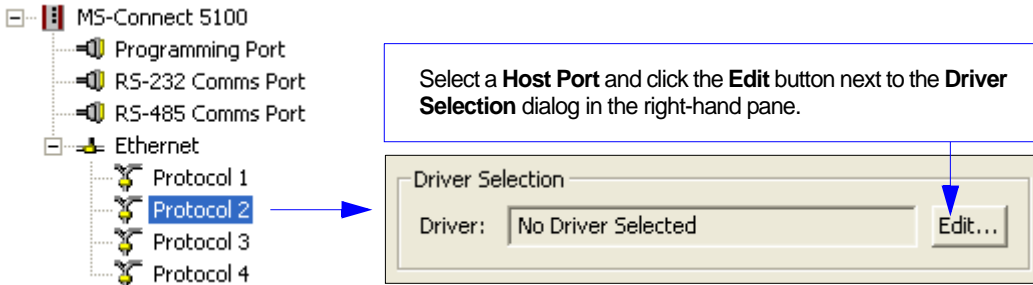 MS-Connect 5100
Programming Port
RS-232 Comms Port
RS-485 Comms Port
Ethernet
Protocol 1
Protocol 2
Protocol 3
Protocol 4
Select a Host Port and click the Edit button next to the Driver
Selection dialog in the right-hand pane.
Driver Selection
Driver: No Driver Selected Edit...